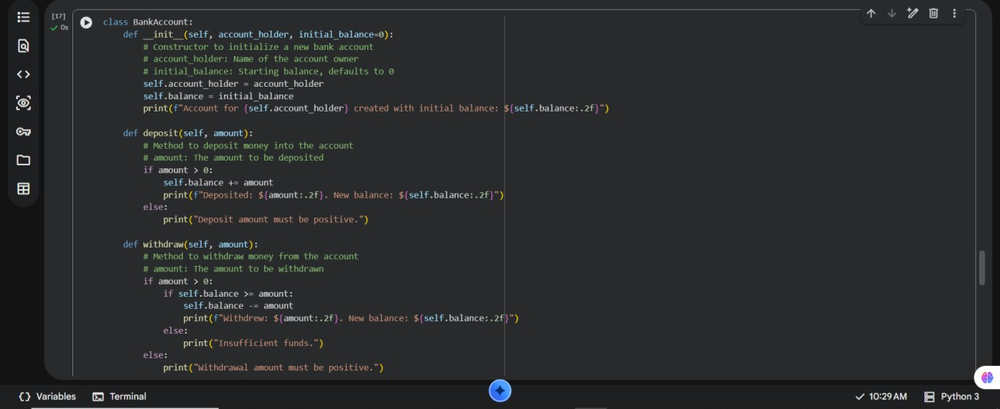 [17]
0s
class BankAccount:
    def __init__(self, account_holder, initial_balance=0):
        # Constructor to initialize a new bank account
        # account_holder: Name of the account owner
        # initial_balance: Starting balance, defaults to 0
        self.account_holder = account_holder
        self.balance = initial_balance
        print(f"Account for {self.account_holder} created with initial balance: ${self.balance:.2f}")
    def deposit(self, amount):
        # Method to deposit money into the account
        # amount: The amount to be deposited
        if amount > 0:
            self.balance += amount
            print(f"Deposited: ${amount:.2f}. New balance: ${self.balance:.2f}")
        else:
            print("Deposit amount must be positive.")
    def withdraw(self, amount):
        # Method to withdraw money from the account
        # amount: The amount to be withdrawn
        if amount > 0:
            if self.balance >= amount:
                self.balance -= amount
                print(f"Withdrew: ${amount:.2f}. New balance: ${self.balance:.2f}")
            else:
                print("Insufficient funds.")
        else:
            print("Withdrawal amount must be positive.")
{} Variables Terminal 10:29 AM Python 3